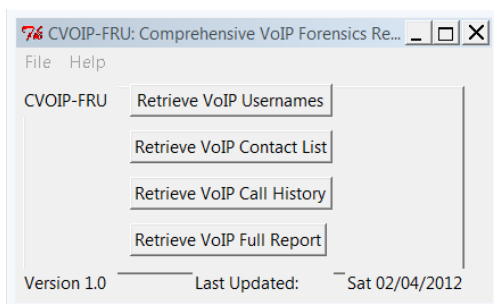 CVOIP-FRU: Comprehensive VoIP Forensics Re...
File Help
CVOIP-FRU
Retrieve VoIP Usernames
Retrieve VoIP Contact List
Retrieve VoIP Call History
Retrieve VoIP Full Report
Version 1.0 Last Updated: Sat 02/04/2012